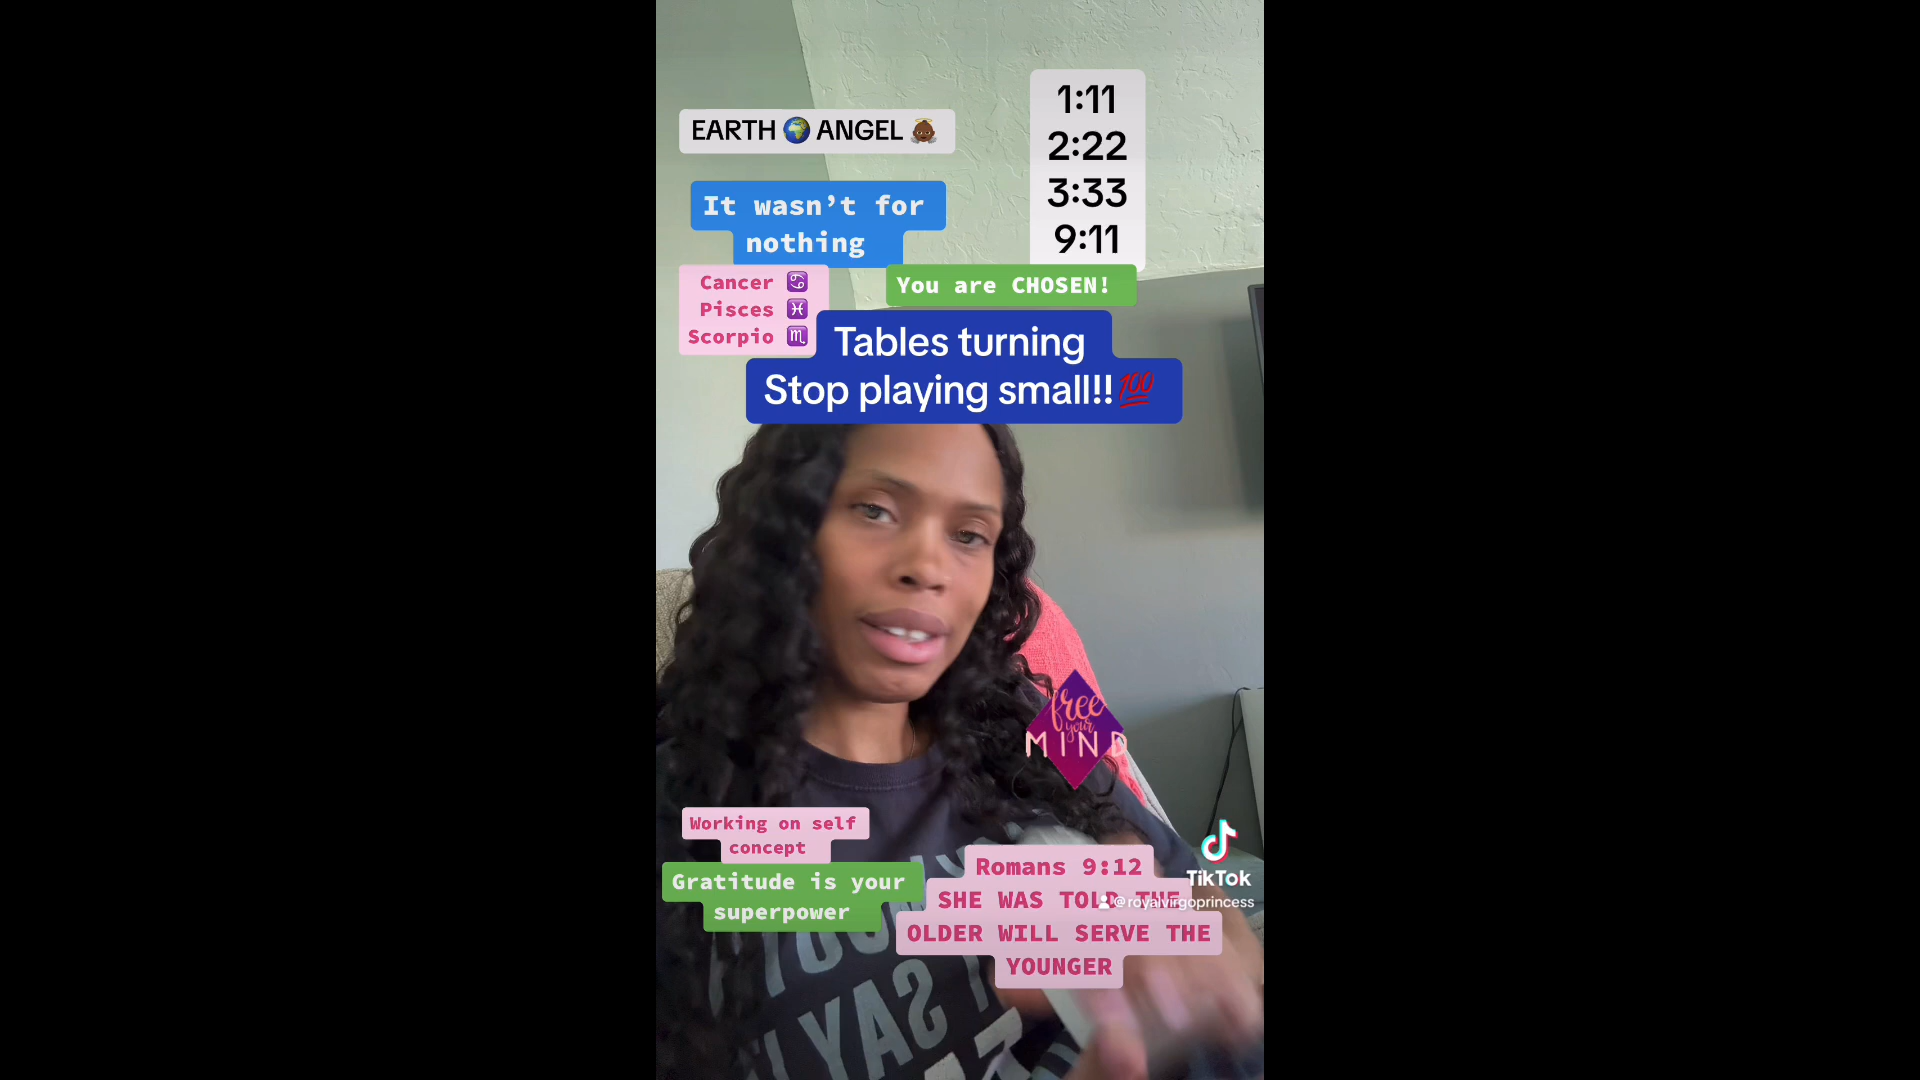 1:11
2:22
3:33
9:11
EARTH 🌍 ANGEL 👼🏾
It wasn’t for
nothing
Cancer ♋
Pisces ♓
Scorpio ♏
You are CHOSEN!
Tables turning
Stop playing small!!💯
free
your
MIND
Working on self
concept
Gratitude is your
superpower
Romans 9:12
SHE WAS TOLD THE
OLDER WILL SERVE THE
YOUNGER
TikTok
@royalvirgoprincess
SAY